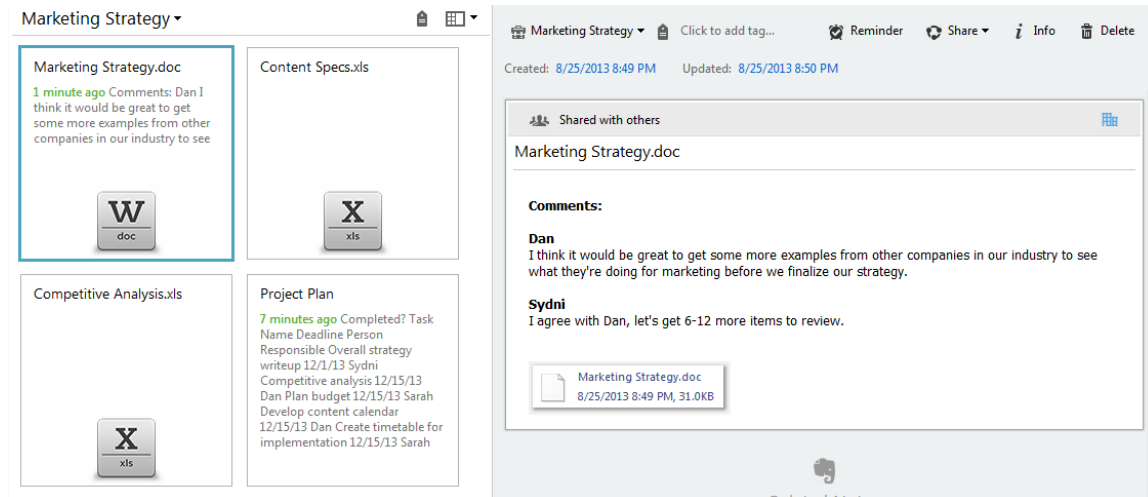 Marketing Strategy
Marketing Strategy.doc
1 minute ago Comments: Dan I
think it would be great to get
some more examples from other
companies in our industry to see
W
doc
Content Specs.xls
X
xls
Competitive Analysis.xls
X
xls
Project Plan
7 minutes ago Completed? Task
Name Deadline Person
Responsible Overall strategy
writeup 12/1/13 Sydni
Competitive analysis 12/15/13
Dan Plan budget 12/15/13 Sarah
Develop content calendar
12/15/13 Dan Create timetable for
implementation 12/15/13 Sarah
Marketing Strategy Click to add tag... Reminder Share i Info Delete
Created: 8/25/2013 8:49 PM Updated: 8/25/2013 8:50 PM
Shared with others
Marketing Strategy.doc
Comments:
Dan
I think it would be great to get some more examples from other companies in our industry to see
what they're doing for marketing before we finalize our strategy.
Sydni
I agree with Dan, let's get 6-12 more items to review.
Marketing Strategy.doc
8/25/2013 8:49 PM, 31.0KB